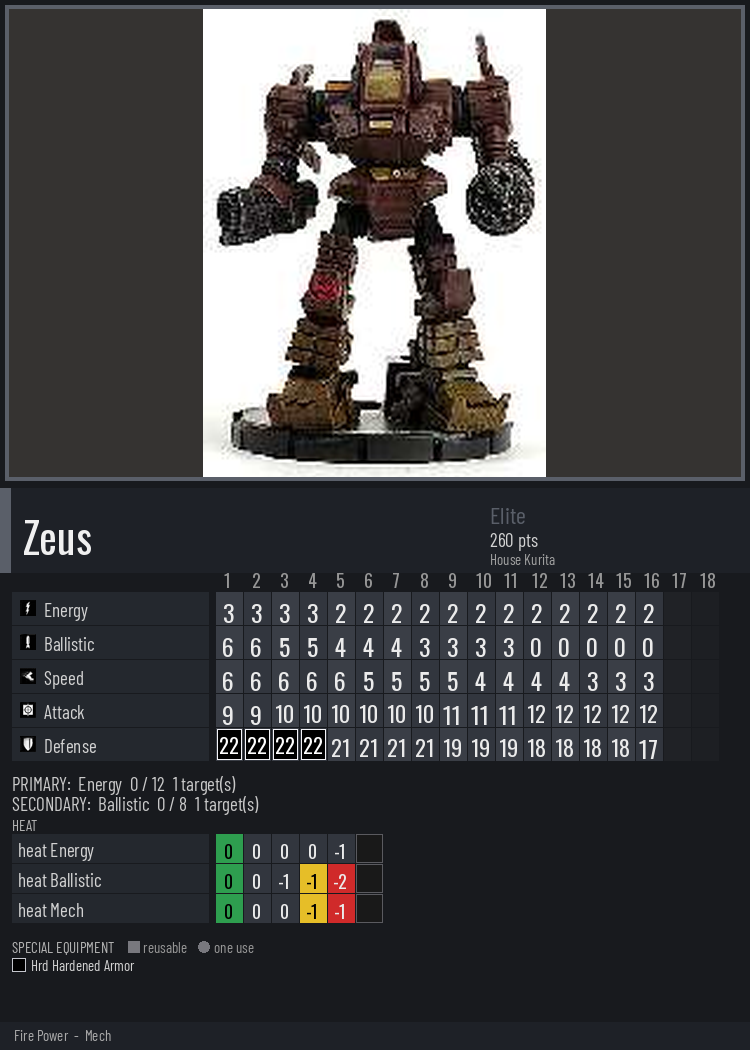 Zeus
Elite
260 pts
House Kurita
1 2 3 4 5 6 7 8 9 10 11 12 13 14 15 16 17 18
Energy 3 3 3 3 2 2 2 2 2 2 2 2 2 2 2 2
Ballistic 6 6 5 5 4 4 4 3 3 3 3 0 0 0 0 0
Speed 6 6 6 6 6 5 5 5 5 4 4 4 4 3 3 3
Attack 9 9 10 10 10 10 10 10 11 11 11 12 12 12 12 12
Defense 22 22 22 22 21 21 21 21 19 19 19 18 18 18 18 17
PRIMARY: Energy 0 / 12 1 target(s)
SECONDARY: Ballistic 0 / 8 1 target(s)
HEAT
heat Energy 0 0 0 0 -1
heat Ballistic 0 0 -1 -1 -2
heat Mech 0 0 0 -1 -1
SPECIAL EQUIPMENT reusable one use
Hrd Hardened Armor
Fire Power - Mech